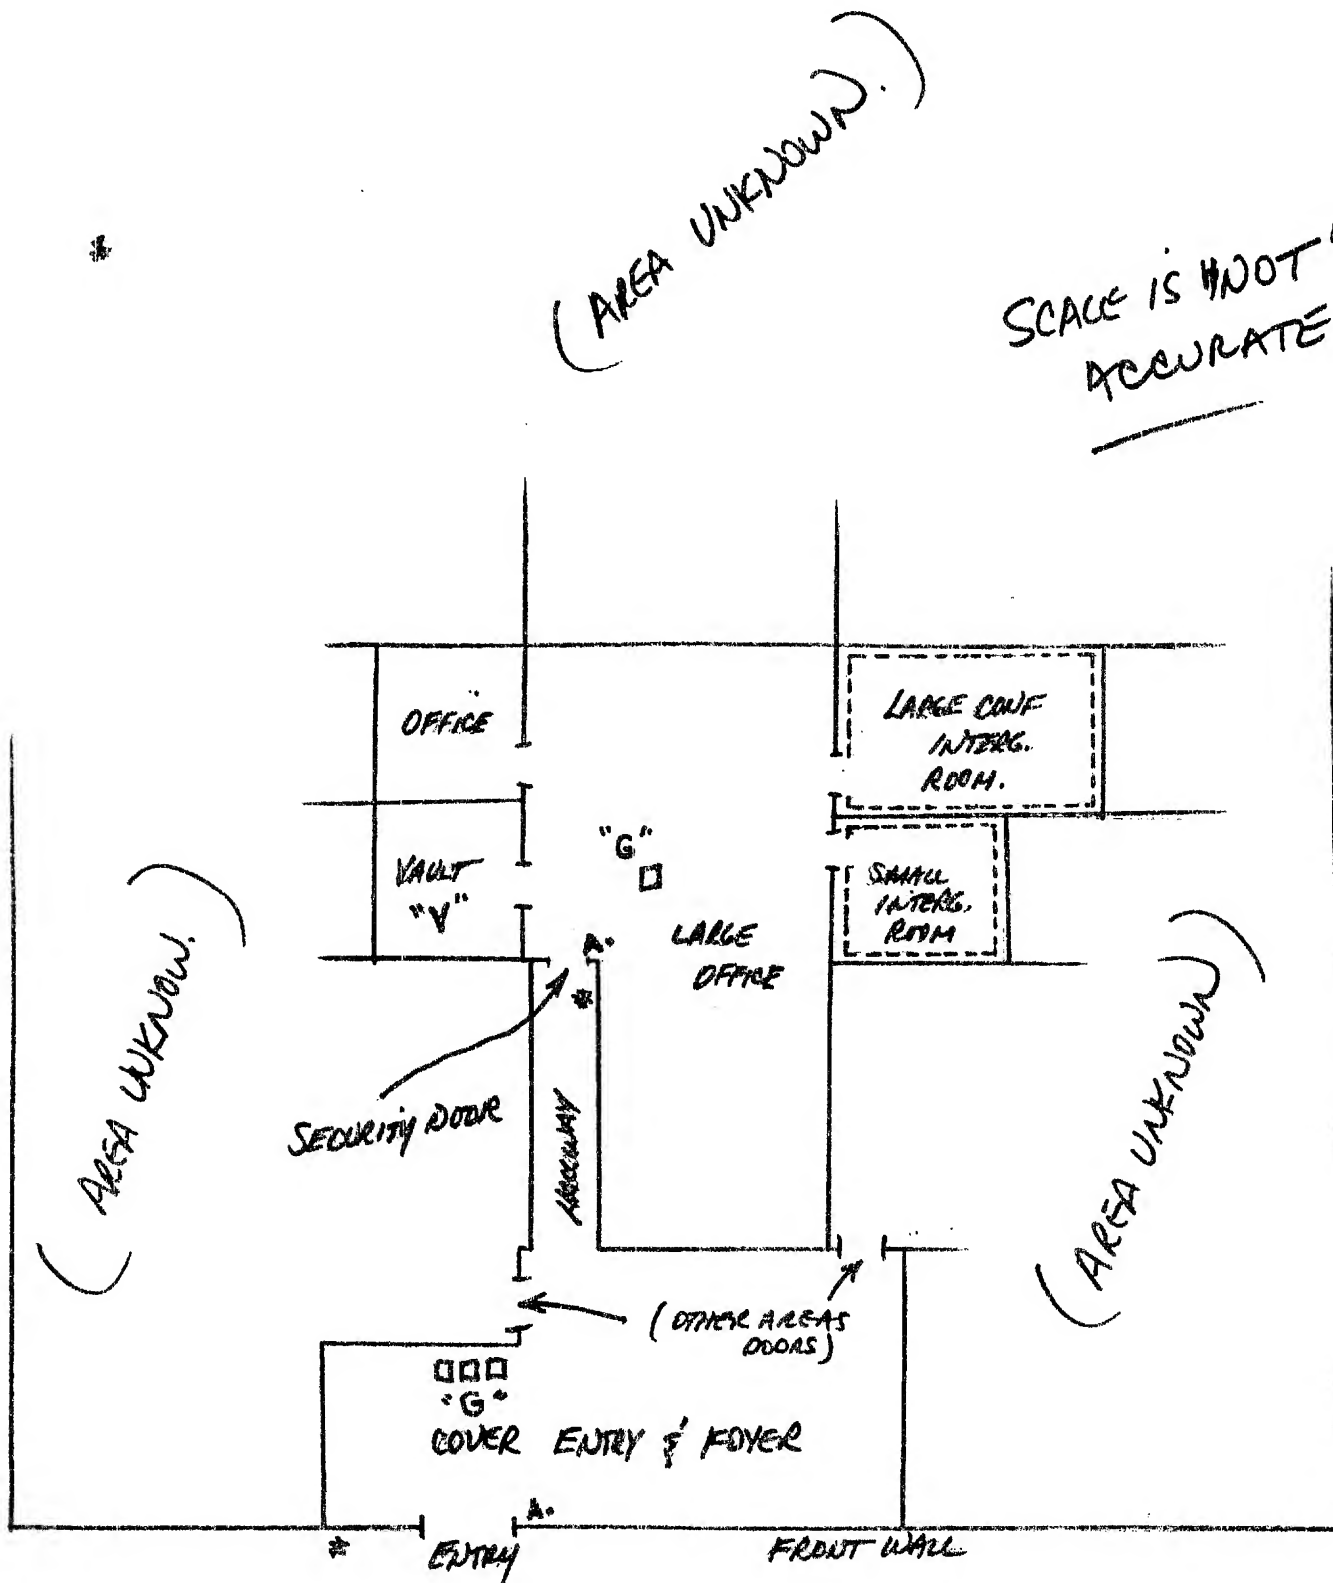 (AREA UNKNOWN.)
*
SCALE IS "NOT"
ACCURATE
OFFICE
LARGE CONF
INTERG.
ROOM.
VAULT
"V"
"G"
SMALL
INTERG.
ROOM
A.
*
LARGE
OFFICE
(AREA UNKNOW.)
(AREA UNKNOWN)
SECURITY DOOR
HALLWAY
(OTHER AREAS
DOORS)
"G"
COVER ENTRY & FOYER
A.
*
ENTRY
FRONT WALL